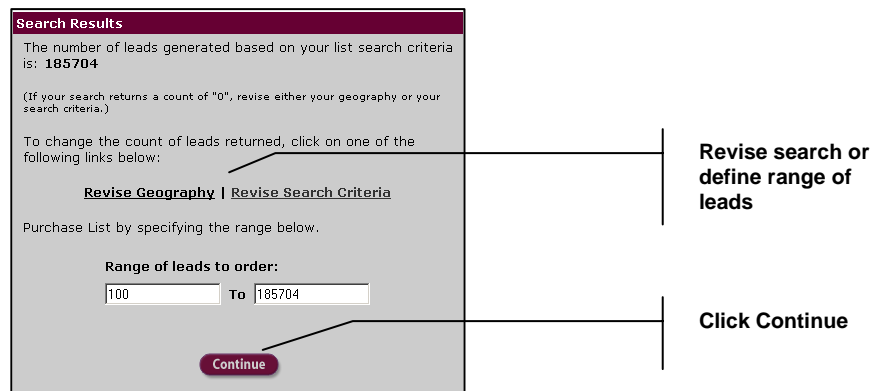 Search Results
The number of leads generated based on your list search criteria
is: 185704
(If your search returns a count of "0", revise either your geography or your
search criteria.)
To change the count of leads returned, click on one of the
following links below:
Revise Geography | Revise Search Criteria
Purchase List by specifying the range below.
Range of leads to order:
100 To 185704
Continue
Revise search or
define range of
leads
Click Continue